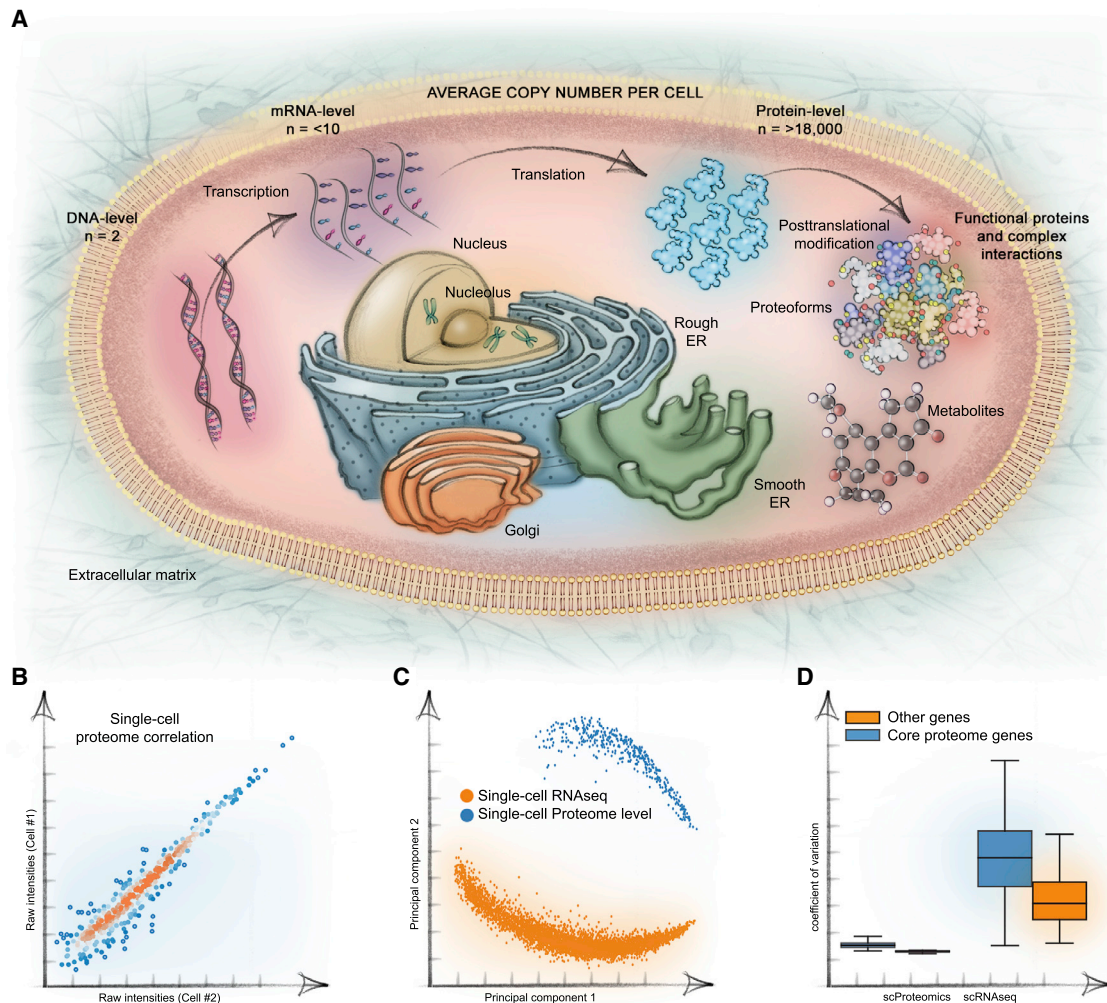 A
AVERAGE COPY NUMBER PER CELL
mRNA-level
n = <10
Protein-level
n = >18,000
Transcription
Translation
DNA-level
n = 2
Posttranslational
modification
Functional proteins
and complex
interactions
Nucleus
Nucleolus
Proteoforms
Rough
ER
Metabolites
Smooth
ER
Golgi
Extracellular matrix
B
Single-cell
proteome correlation
Raw intensities (Cell #1)
Raw intensities (Cell #2)
C
Single-cell RNAseq
Single-cell Proteome level
Principal component 2
Principal component 1
D
Other genes
Core proteome genes
coefficient of variation
scProteomics
scRNAseq